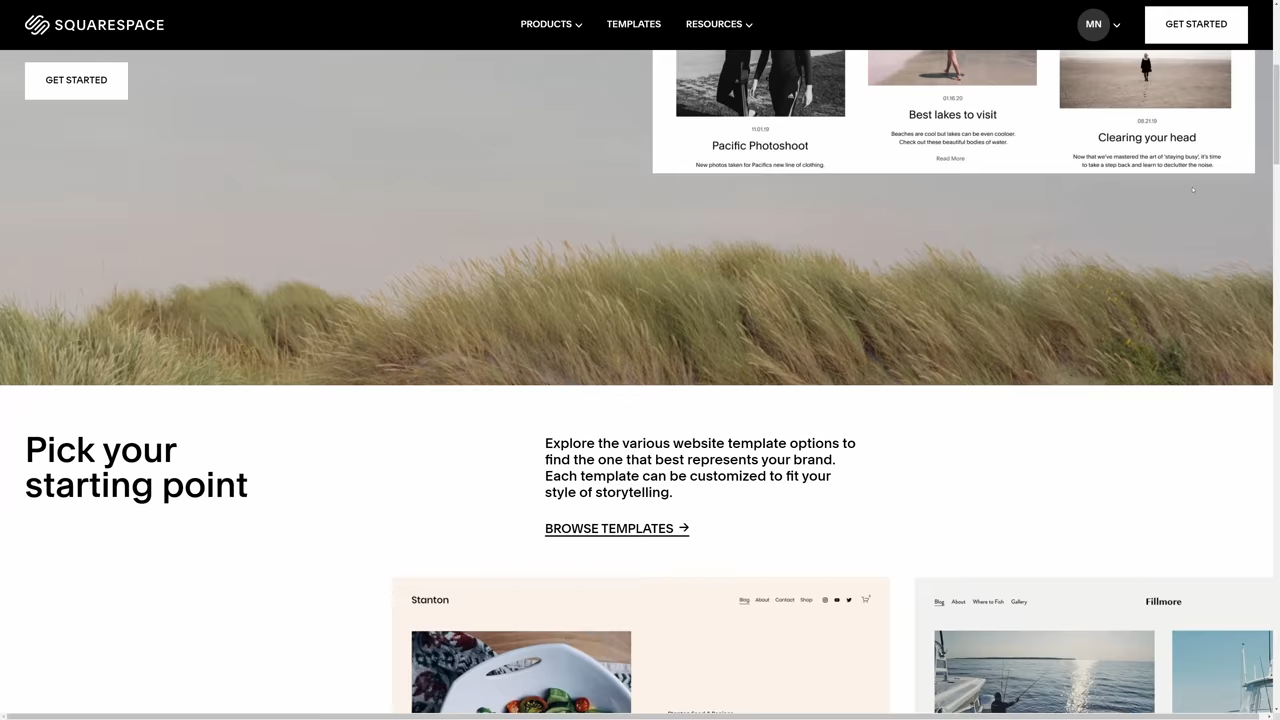 SQUARESPACE
PRODUCTS
TEMPLATES
RESOURCES
MN
GET STARTED
GET STARTED
11.01.19
Pacific Photoshoot
New photos taken for Pacifics new line of clothing.
01.16.20
Best lakes to visit
Beaches are cool but lakes can be even cooloer.
Check out these beautiful bodies of water.
Read More
08.21.19
Clearing your head
Now that we've mastered the art of 'staying busy', it's time
to take a step back and learn to declutter the noise.
Pick your
starting point
Explore the various website template options to
find the one that best represents your brand.
Each template can be customized to fit your
style of storytelling.
BROWSE TEMPLATES →
Stanton
Blog About Contact Shop
Blog About Where to Fish Gallery
Fillmore